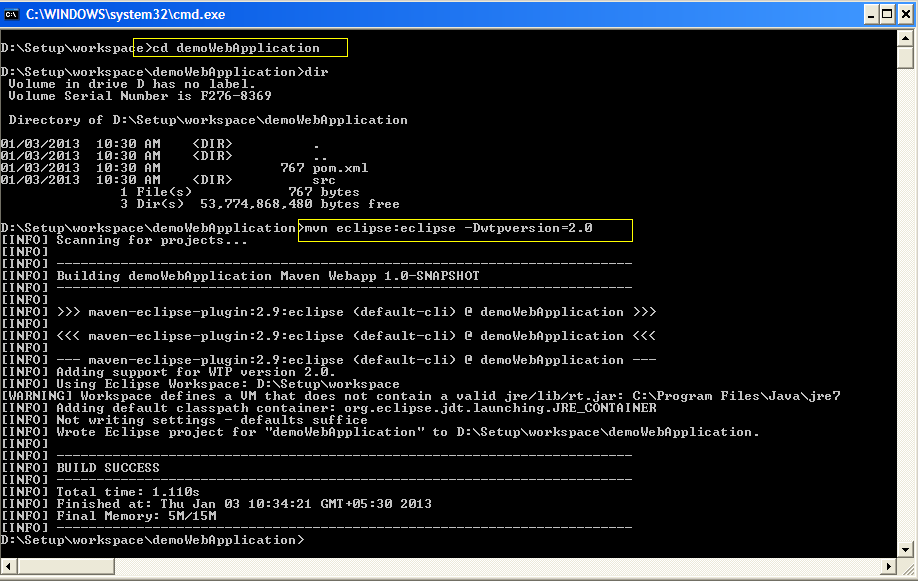 C:\WINDOWS\system32\cmd.exe
D:\Setup\workspace>cd demoWebApplication
D:\Setup\workspace\demoWebApplication>dir
 Volume in drive D has no label.
 Volume Serial Number is F276-8369
 Directory of D:\Setup\workspace\demoWebApplication
01/03/2013  10:30 AM    <DIR>          .
01/03/2013  10:30 AM    <DIR>          ..
01/03/2013  10:30 AM               767 pom.xml
01/03/2013  10:30 AM    <DIR>          src
               1 File(s)            767 bytes
               3 Dir(s)  53,774,868,480 bytes free
D:\Setup\workspace\demoWebApplication>mvn eclipse:eclipse -Dwtpversion=2.0
[INFO] Scanning for projects...
[INFO]
[INFO] ------------------------------------------------------------------------
[INFO] Building demoWebApplication Maven Webapp 1.0-SNAPSHOT
[INFO] ------------------------------------------------------------------------
[INFO]
[INFO] >>> maven-eclipse-plugin:2.9:eclipse (default-cli) @ demoWebApplication >>>
[INFO]
[INFO] <<< maven-eclipse-plugin:2.9:eclipse (default-cli) @ demoWebApplication <<<
[INFO]
[INFO] --- maven-eclipse-plugin:2.9:eclipse (default-cli) @ demoWebApplication ---
[INFO] Adding support for WTP version 2.0.
[INFO] Using Eclipse Workspace: D:\Setup\workspace
[WARNING] Workspace defines a VM that does not contain a valid jre/lib/rt.jar: C:\Program Files\Java\jre7
[INFO] Adding default classpath container: org.eclipse.jdt.launching.JRE_CONTAINER
[INFO] Not writing settings - defaults suffice
[INFO] Wrote Eclipse project for "demoWebApplication" to D:\Setup\workspace\demoWebApplication.
[INFO]
[INFO] ------------------------------------------------------------------------
[INFO] BUILD SUCCESS
[INFO] ------------------------------------------------------------------------
[INFO] Total time: 1.110s
[INFO] Finished at: Thu Jan 03 10:34:21 GMT+05:30 2013
[INFO] Final Memory: 5M/15M
[INFO] ------------------------------------------------------------------------
D:\Setup\workspace\demoWebApplication>